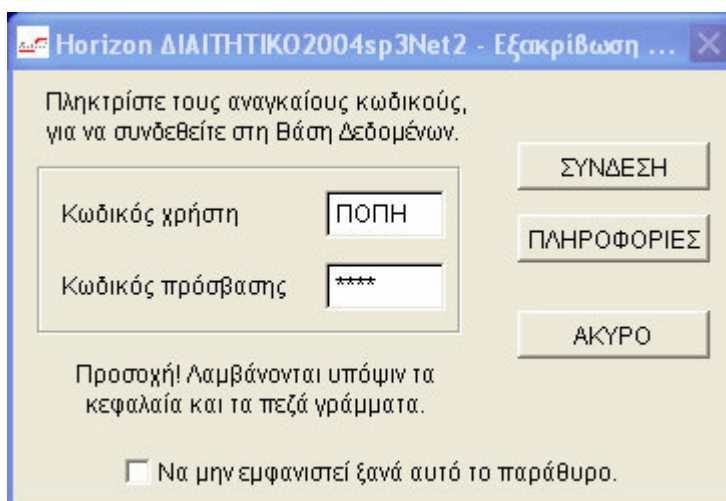 Horizon ΔΙΑΙΤΗΤΙΚΟ2004sp3Net2 - Εξακρίβωση ...
Πληκτρίστε τους αναγκαίους κωδικούς,
για να συνδεθείτε στη Βάση Δεδομένων.
ΣΥΝΔΕΣΗ
Κωδικός χρήστη ΠΟΠΗ
ΠΛΗΡΟΦΟΡΙΕΣ
Κωδικός πρόσβασης ****
ΑΚΥΡΟ
Προσοχή! Λαμβάνονται υπόψιν τα
κεφαλαία και τα πεζά γράμματα.
Να μην εμφανιστεί ξανά αυτό το παράθυρο.